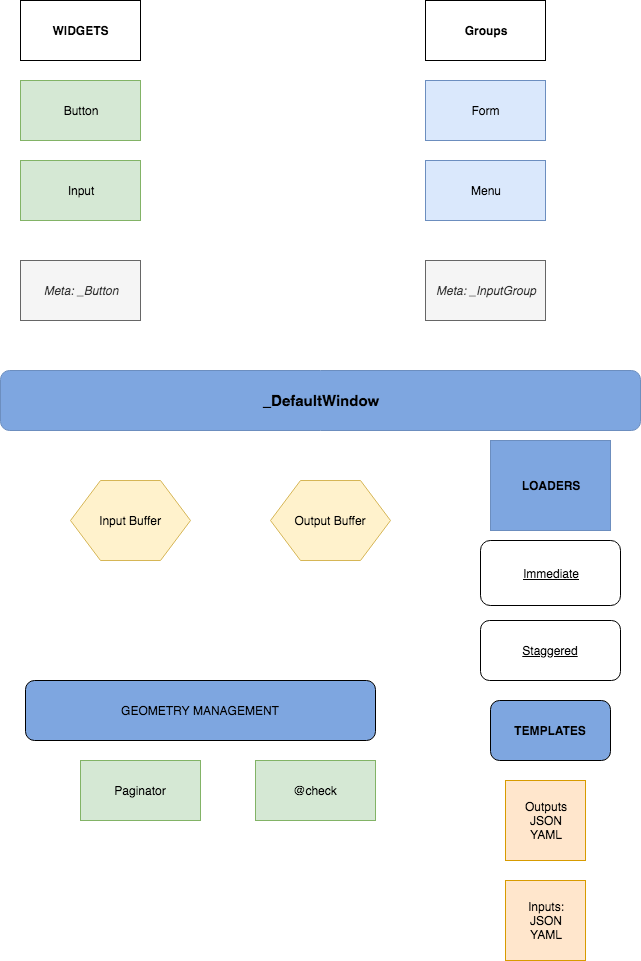 WIDGETS
Groups
Button
Form
Input
Menu
Meta: _Button
Meta: _InputGroup
_DefaultWindow
LOADERS
Input Buffer
Output Buffer
Immediate
Staggered
GEOMETRY MANAGEMENT
TEMPLATES
Paginator
@check
Outputs
JSON
YAML
Inputs:
JSON
YAML